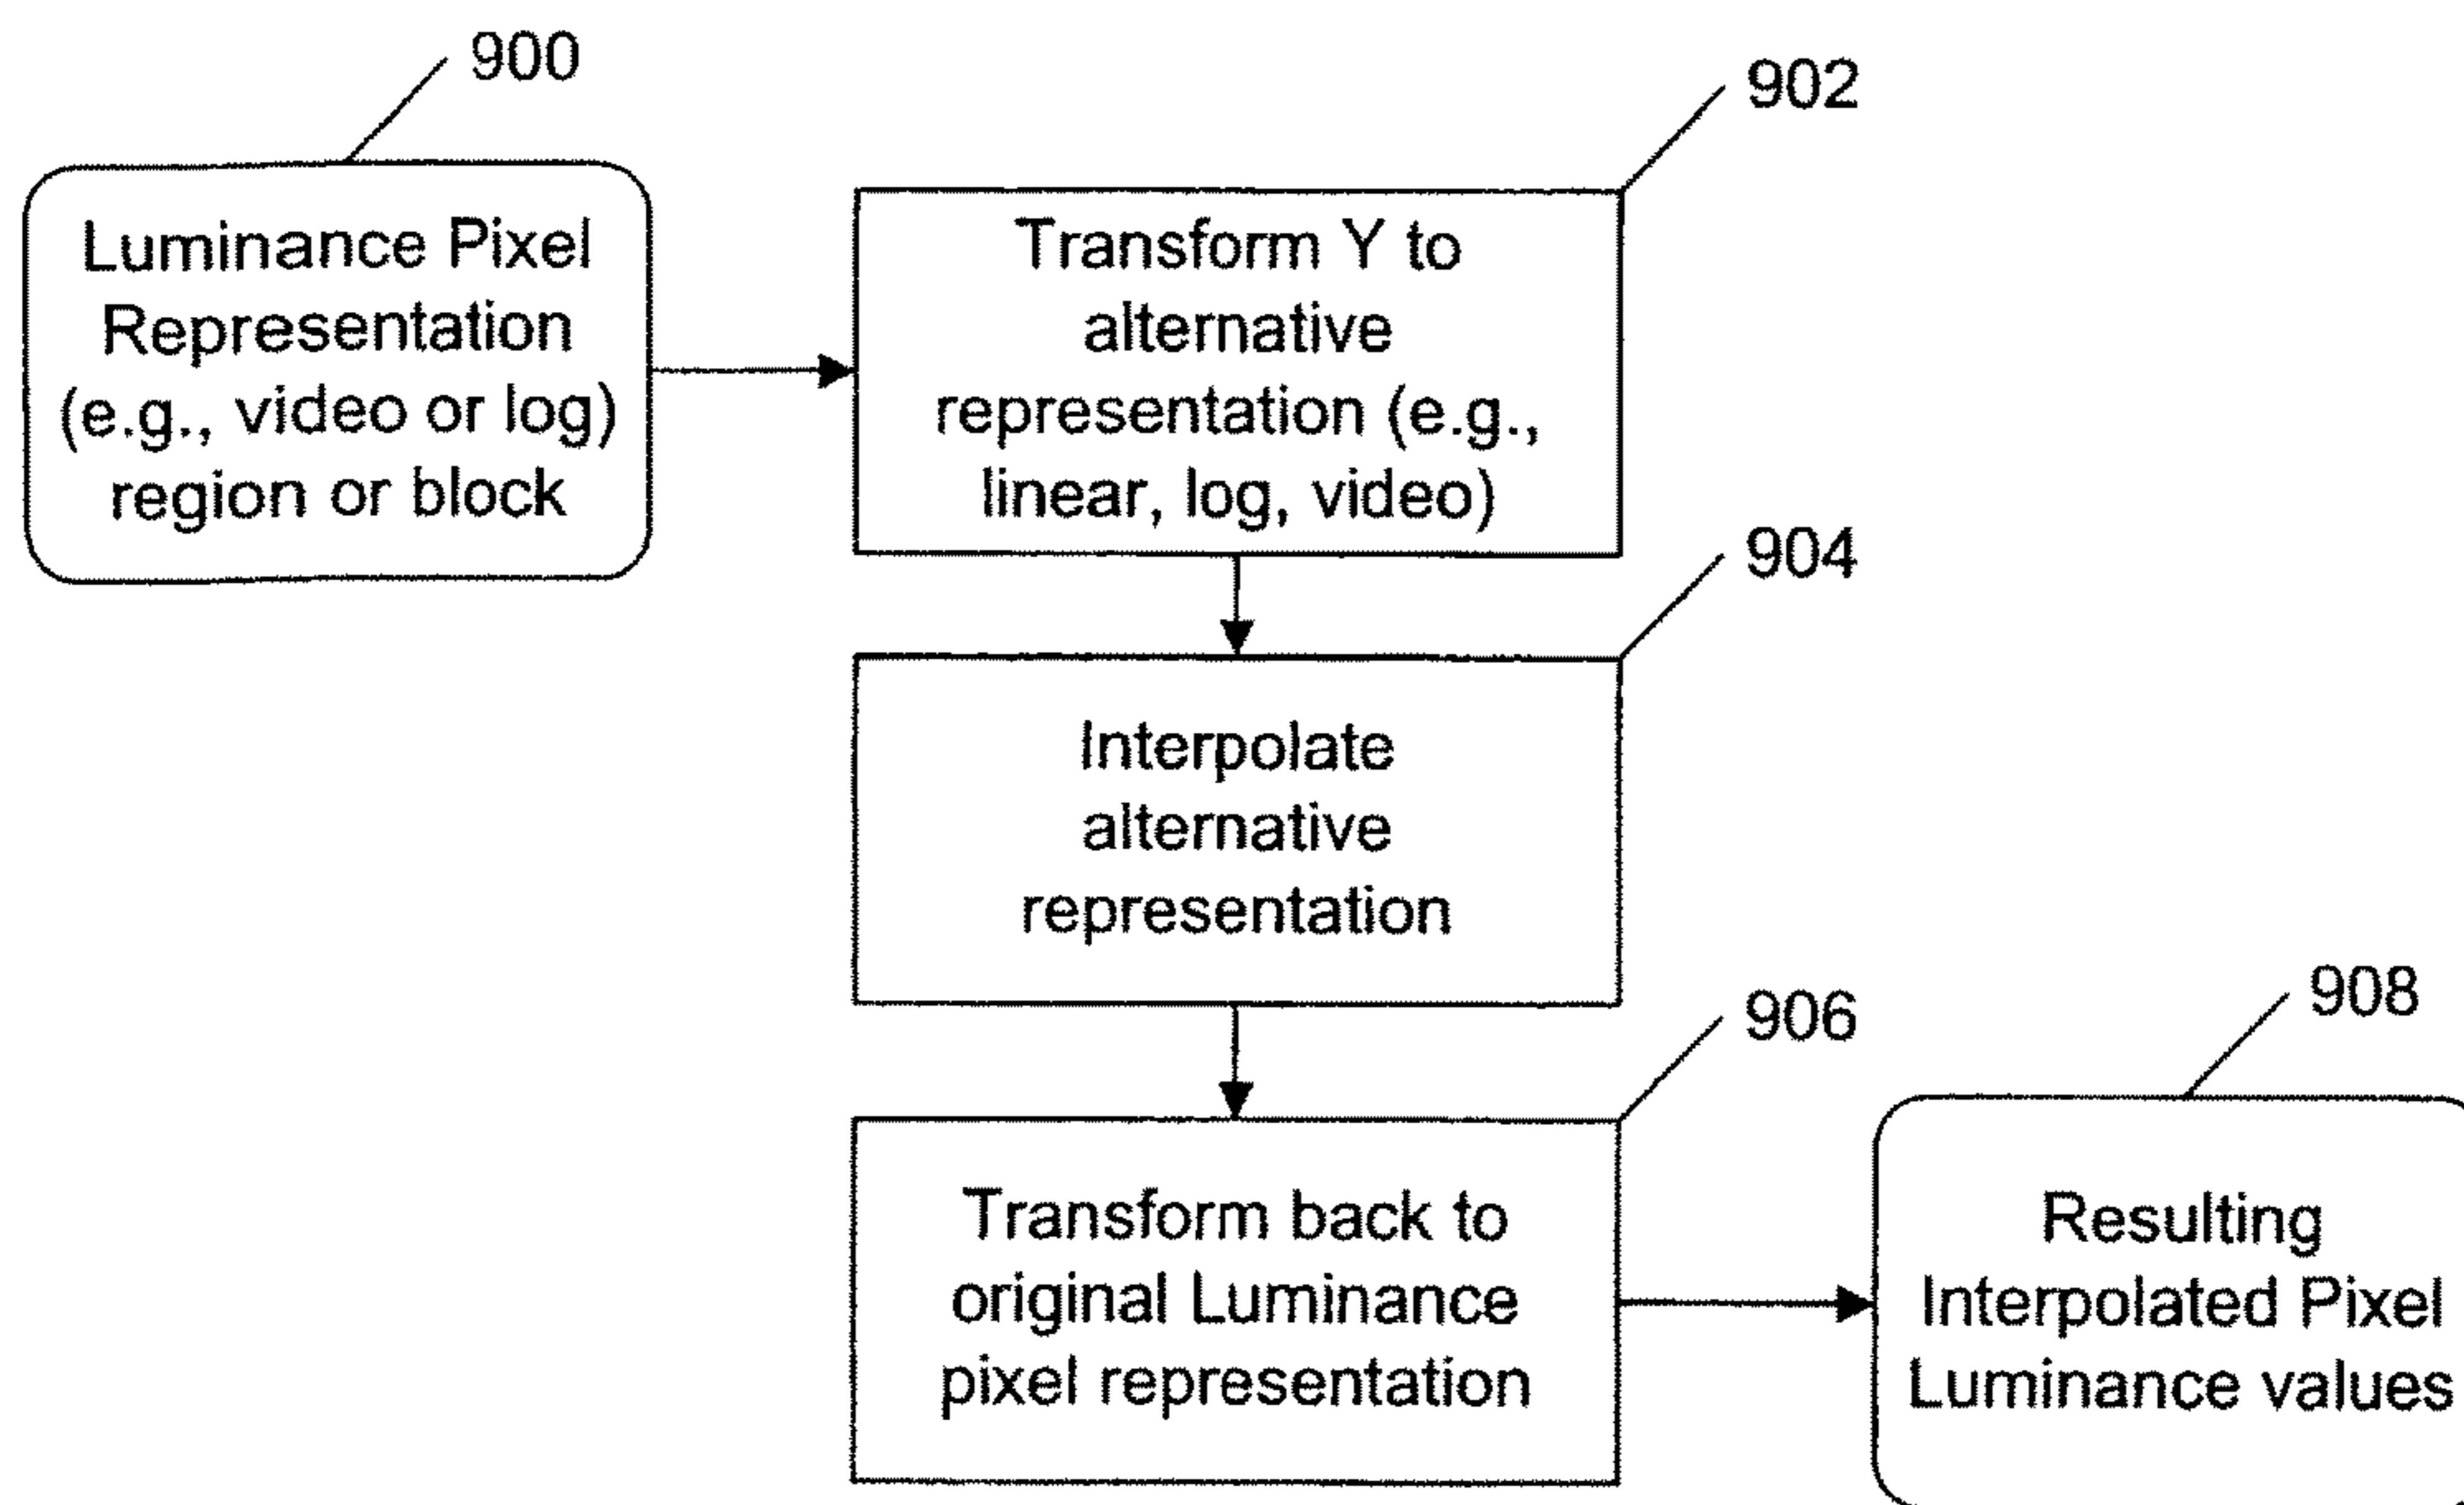 900
Luminance Pixel
Representation
(e.g., video or log)
region or block
902
Transform Y to
alternative
representation (e.g.,
linear, log, video)
904
Interpolate
alternative
representation
906
Transform back to
original Luminance
pixel representation
908
Resulting
Interpolated Pixel
Luminance values